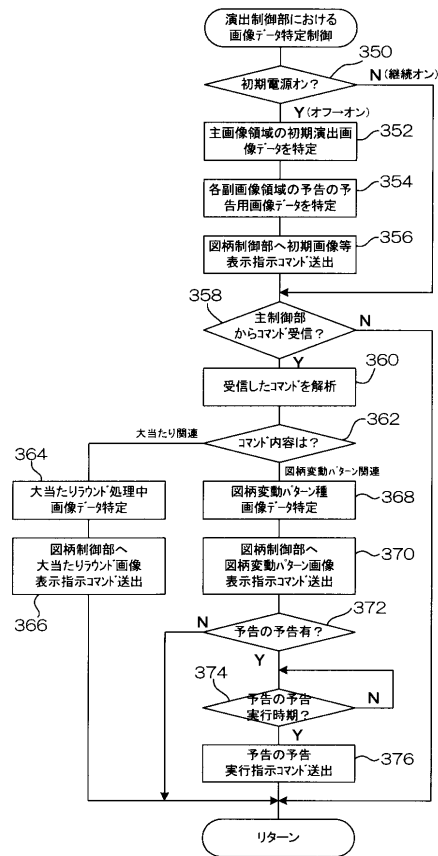 演出制御部における
画像データ特定制御
350
初期電源オン?
N(継続オン)
Y(オフ→オン)
352
主画像領域の初期演出画
像データを特定
354
各副画像領域の予告の予
告用画像データを特定
356
図柄制御部へ初期画像等
表示指示コマンド送出
358
主制御部
からコマンド受信?
N
Y
360
受信したコマンドを解析
362
大当たり関連
コマンド内容は?
図柄変動パターン関連
364
大当たりラウンド処理中
画像データ特定
368
図柄変動パターン種
画像データ特定
図柄制御部へ
大当たりラウンド画像
表示指示コマンド送出
366
370
図柄制御部へ
図柄変動パターン画像
表示指示コマンド送出
372
N
予告の予告有?
Y
374
予告の予告
実行時期?
N
Y
376
予告の予告
実行指示コマンド送出
リターン